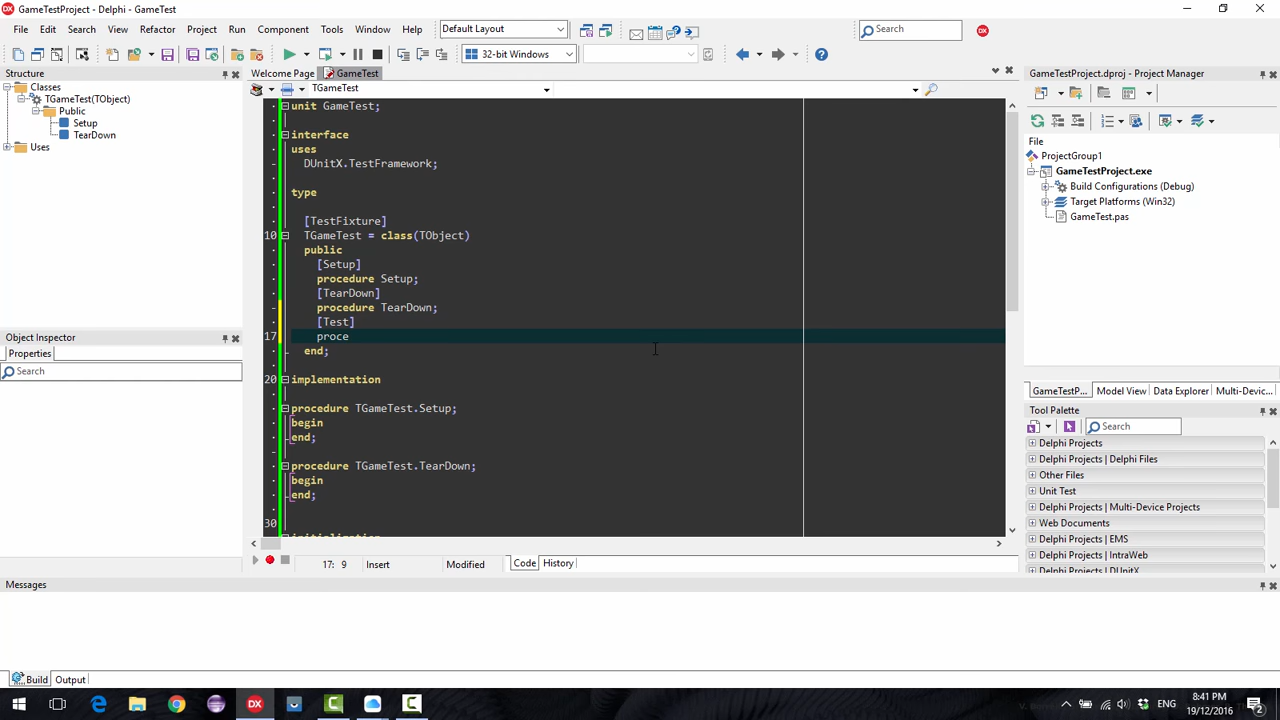 GameTestProject - Delphi - GameTest
File Edit Search View Refactor Project Run Component Tools Window Help
Default Layout
Search
32-bit Windows
Structure
Classes
TGameTest(TObject)
Public
Setup
TearDown
Uses
Object Inspector
Properties
Search
Welcome Page GameTest
TGameTest
unit GameTest;
interface
uses
DUnitX.TestFramework;
type
[TestFixture]
10 TGameTest = class(TObject)
public
[Setup]
procedure Setup;
[TearDown]
procedure TearDown;
[Test]
17 proce
end;
20 implementation
procedure TGameTest.Setup;
begin
end;
procedure TGameTest.TearDown;
begin
end;
30
initialization
17: 9 Insert Modified Code History
GameTestProject.dproj - Project Manager
File
ProjectGroup1
GameTestProject.exe
Build Configurations (Debug)
Target Platforms (Win32)
GameTest.pas
GameTestP... Model View Data Explorer Multi-Devic...
Tool Palette
Search
Delphi Projects
Delphi Projects | Delphi Files
Other Files
Unit Test
Delphi Projects | Multi-Device Projects
Web Documents
Delphi Projects | EMS
Delphi Projects | IntraWeb
Delphi Projects | DUnitX
Messages
Build Output
ENG
8:41 PM
19/12/2016